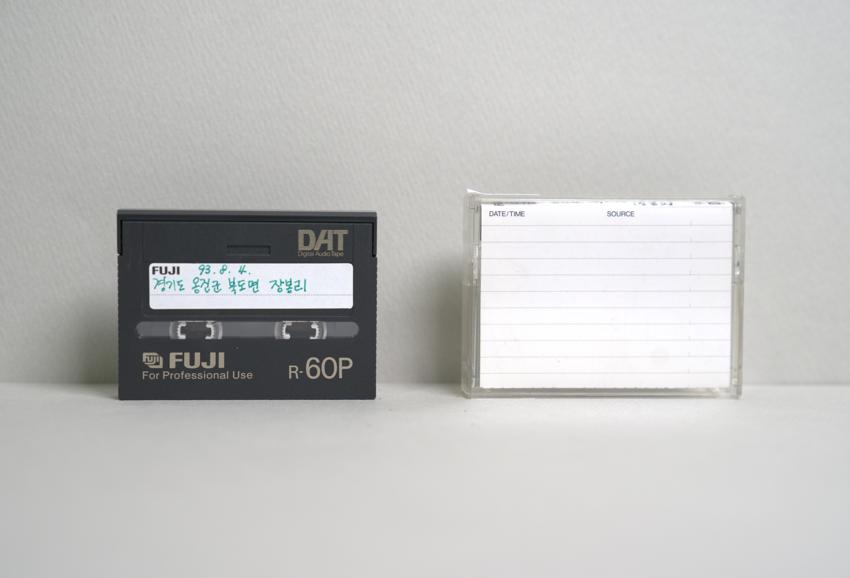 DAT
Digital Audio Tape
FUJI 93. 8. 4.
경기도 옹진군 북도면 장봉리
FUJI FUJI
For Professional Use
R-60P
DATE/TIME SOURCE